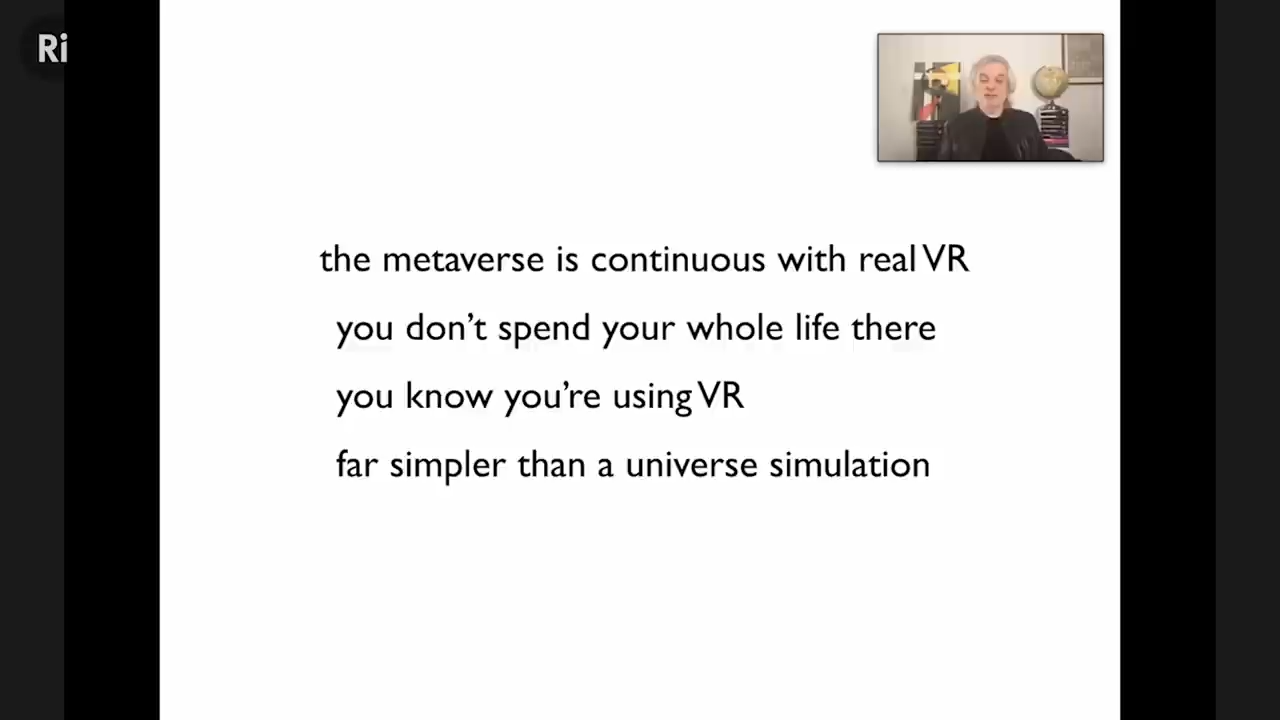 Ri
the metaverse is continuous with real VR
you don’t spend your whole life there
you know you’re using VR
far simpler than a universe simulation